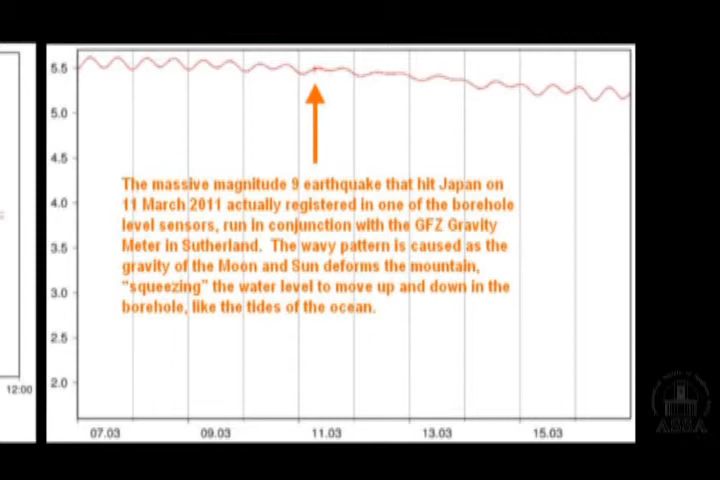 5.5
5.0
4.5
4.0
3.5
3.0
2.5
2.0
The massive magnitude 9 earthquake that hit Japan on
11 March 2011 actually registered in one of the borehole
level sensors, run in conjunction with the GFZ Gravity
Meter in Sutherland. The wavy pattern is caused as the
gravity of the Moon and Sun deforms the mountain,
“squeezing” the water level to move up and down in the
borehole, like the tides of the ocean.
12:00
07.03 09.03 11.03 13.03 15.03
ASSA